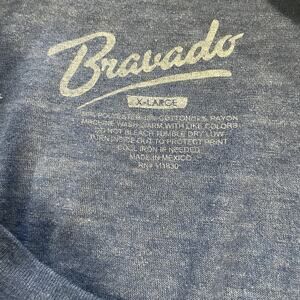 Bravado
X-LARGE
POLYESTER COTTON RAYON
MACHINE WASH WARM WITH LIKE COLORS
DO NOT BLEACH TUMBLE DRY LOW
TURN INSIDE OUT TO PROTECT PRINT
COOL IRON IF NEEDED
MADE IN MEXICO
RN#